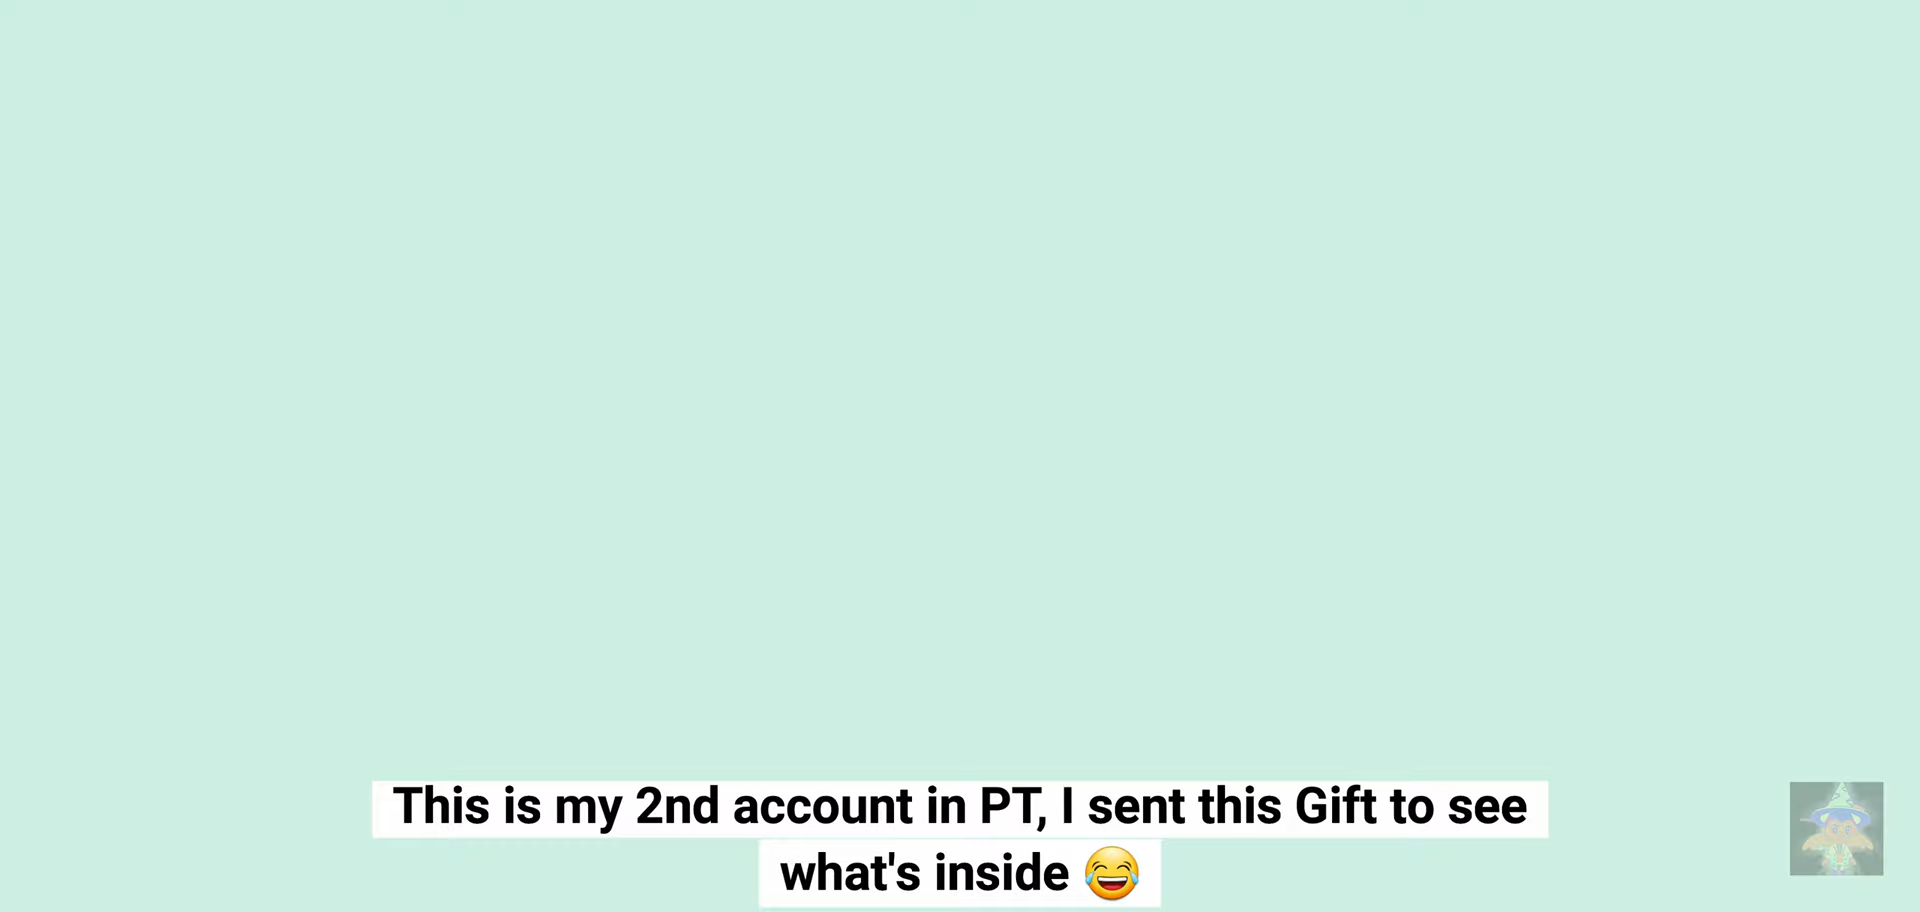 This is my 2nd account in PT, I sent this Gift to see
what's inside 😂